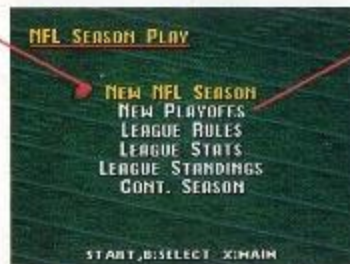 NFL SEASON PLAY
NEW NFL SEASON
NEW PLAYOFFS
LEAGUE RULES
LEAGUE STATS
LEAGUE STANDINGS
CONT. SEASON
START,B:SELECT X:MAIN